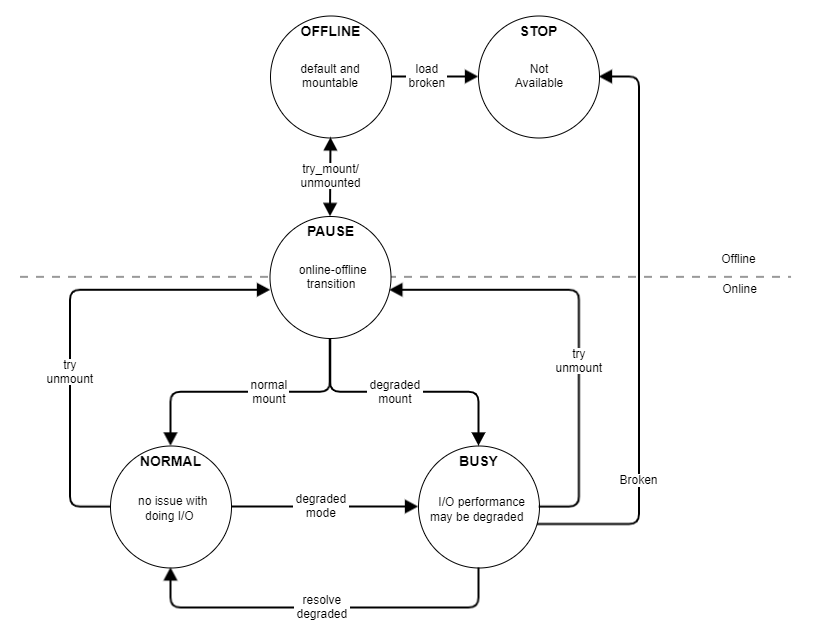 OFFLINE
default and
mountable
load
broken
STOP
Not
Available
try_mount/
unmounted
PAUSE
online-offline
transition
Offline
Online
try
unmount
normal
mount
degraded
mount
try
unmount
NORMAL
no issue with
doing I/O
degraded
mode
BUSY
I/O performance
may be degraded
Broken
resolve
degraded